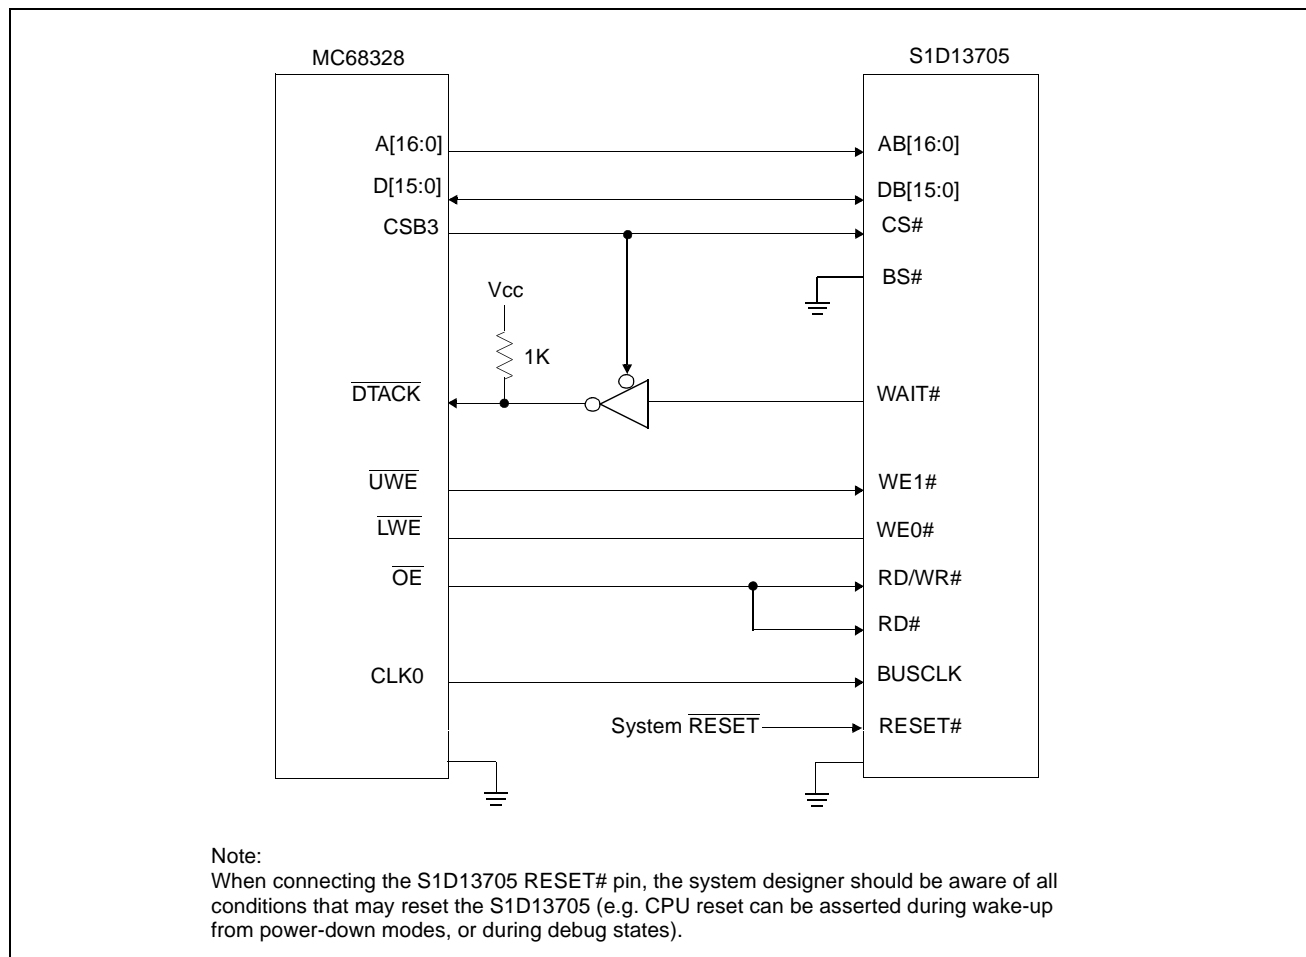 MC68328 S1D13705
A[16:0] AB[16:0]
D[15:0] DB[15:0]
CSB3 CS#
BS#
Vcc
1K
DTACK WAIT#
UWE WE1#
LWE WE0#
OE RD/WR#
RD#
CLK0 BUSCLK
System RESET RESET#
Note:
When connecting the S1D13705 RESET# pin, the system designer should be aware of all
conditions that may reset the S1D13705 (e.g. CPU reset can be asserted during wake-up
from power-down modes, or during debug states).